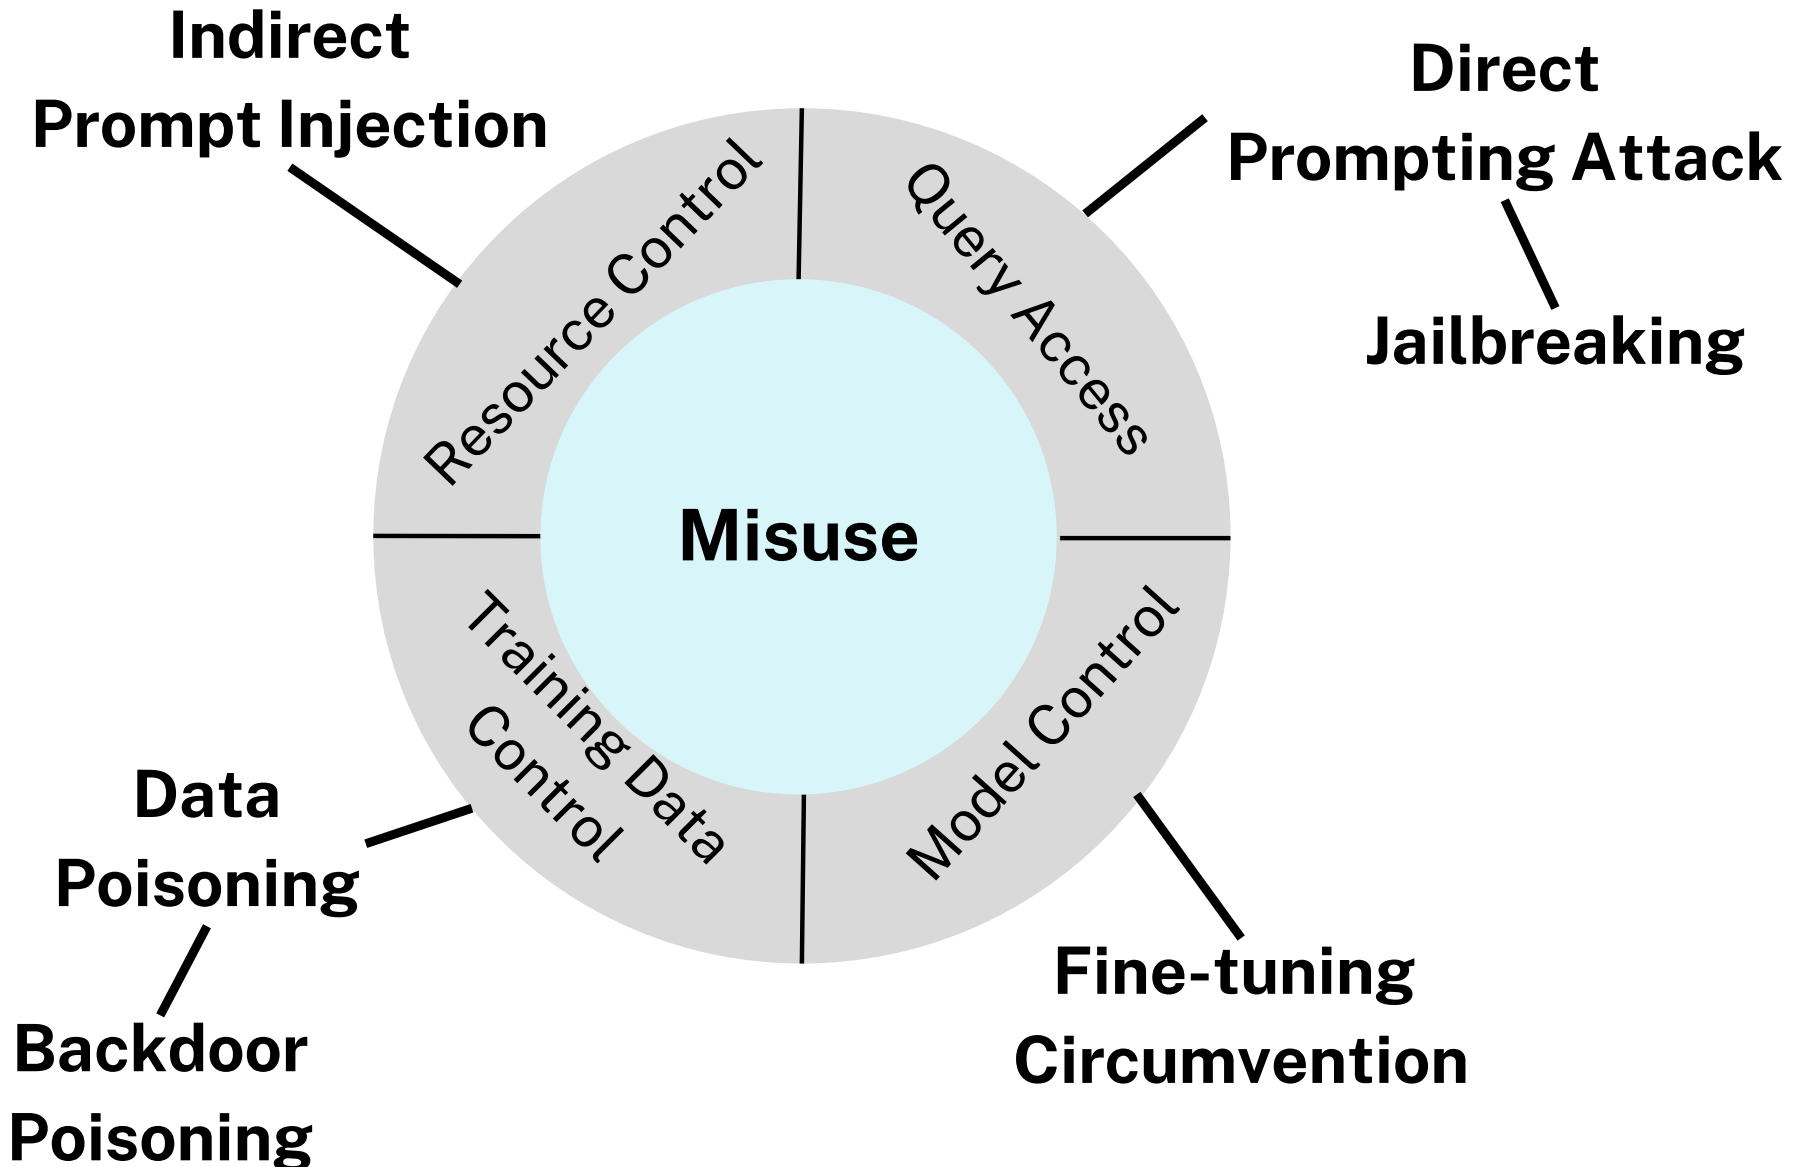 Indirect
Prompt Injection
Direct
Prompting Attack
Jailbreaking
Resource Control
Query Access
Misuse
Training Data
Control
Model Control
Data
Poisoning
Backdoor
Poisoning
Fine-tuning
Circumvention